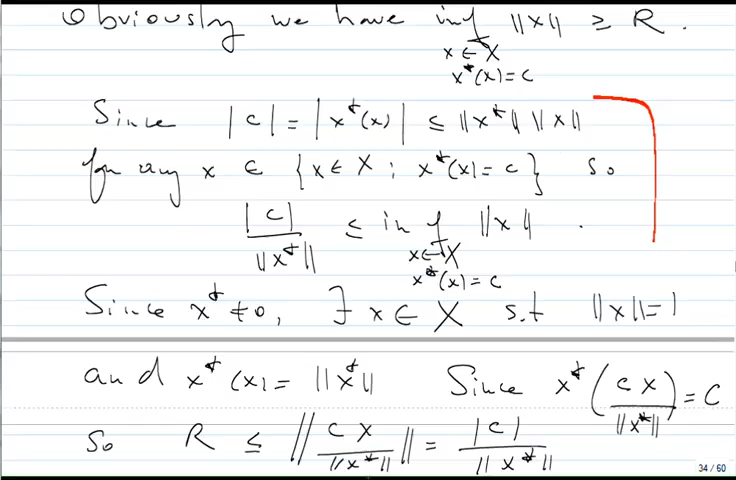 Obviously we have inf ||x|| ≥ R.
x ∈ X
x*(x) = c
Since |c| = |x*(x)| ≤ ||x*|| ||x||
for any x ∈ {x ∈ X ; x*(x) = c} so
|c| / ||x*|| ≤ inf ||x|| .
x ∈ X
x*(x) = c
Since x* ≠ 0, ∃ x ∈ X s.t ||x|| = 1
and x*(x) = ||x*|| Since x*(cx / ||x*||) = C
So R ≤ ||cx / ||x*|| || = |c| / ||x*||
34 / 60